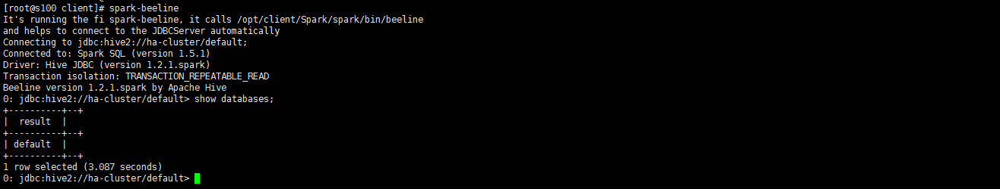 [root@s100 client]# spark-beeline
It's running the fi spark-beeline, it calls /opt/client/Spark/spark/bin/beeline
and helps to connect to the JDBCServer automatically
Connecting to jdbc:hive2://ha-cluster/default;
Connected to: Spark SQL (version 1.5.1)
Driver: Hive JDBC (version 1.2.1.spark)
Transaction isolation: TRANSACTION_REPEATABLE_READ
Beeline version 1.2.1.spark by Apache Hive
0: jdbc:hive2://ha-cluster/default> show databases;
+----------+--+
|  result  |
+----------+--+
| default  |
+----------+--+
1 row selected (3.087 seconds)
0: jdbc:hive2://ha-cluster/default>